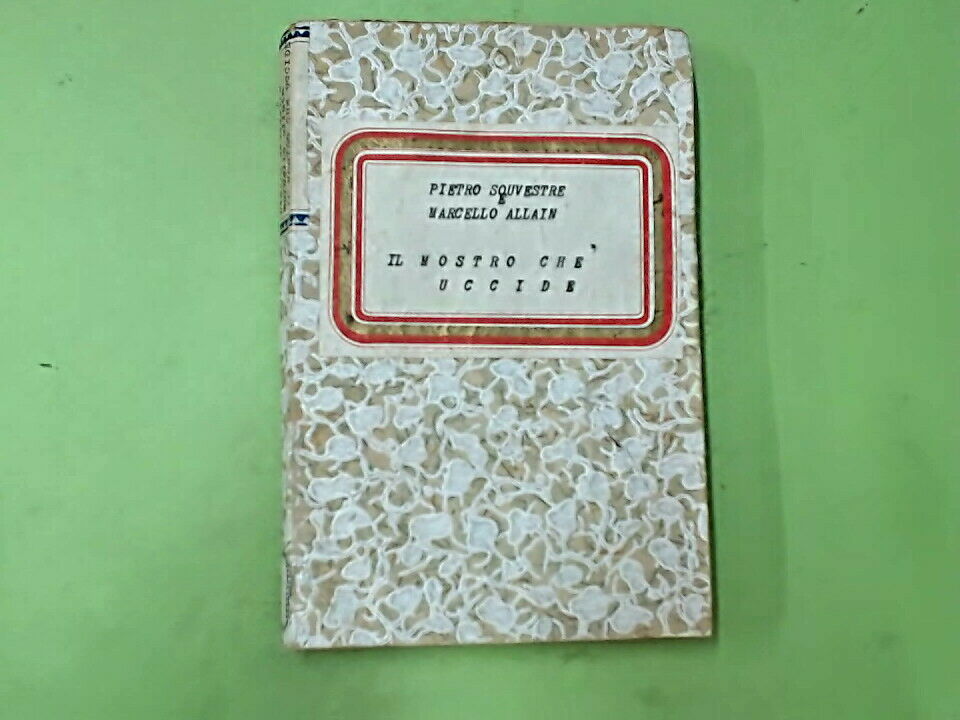 PIETRO SOUVESTRE
E
MARCELLO ALLAIN
IL MOSTRO CHE
UCCIDE